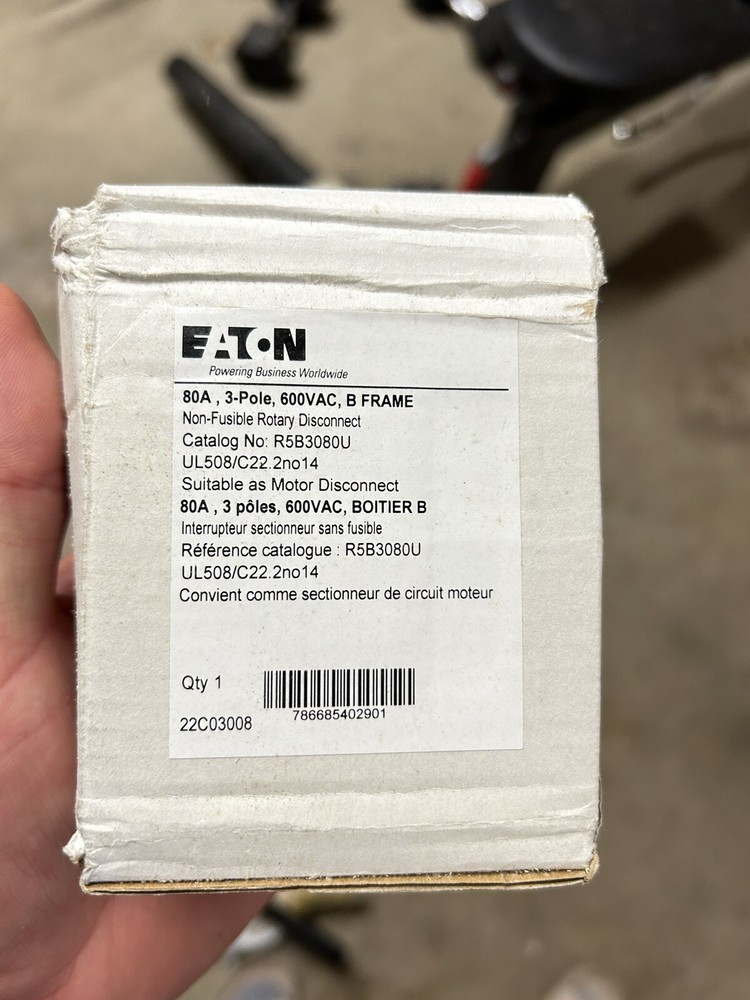 EATON
Powering Business Worldwide
80A , 3-Pole, 600VAC, B FRAME
Non-Fusible Rotary Disconnect
Catalog No: R5B3080U
UL508/C22.2no14
Suitable as Motor Disconnect
80A , 3 pôles, 600VAC, BOITIER B
Interrupteur sectionneur sans fusible
Référence catalogue : R5B3080U
UL508/C22.2no14
Convient comme sectionneur de circuit moteur
Qty 1
786685402901
22C03008